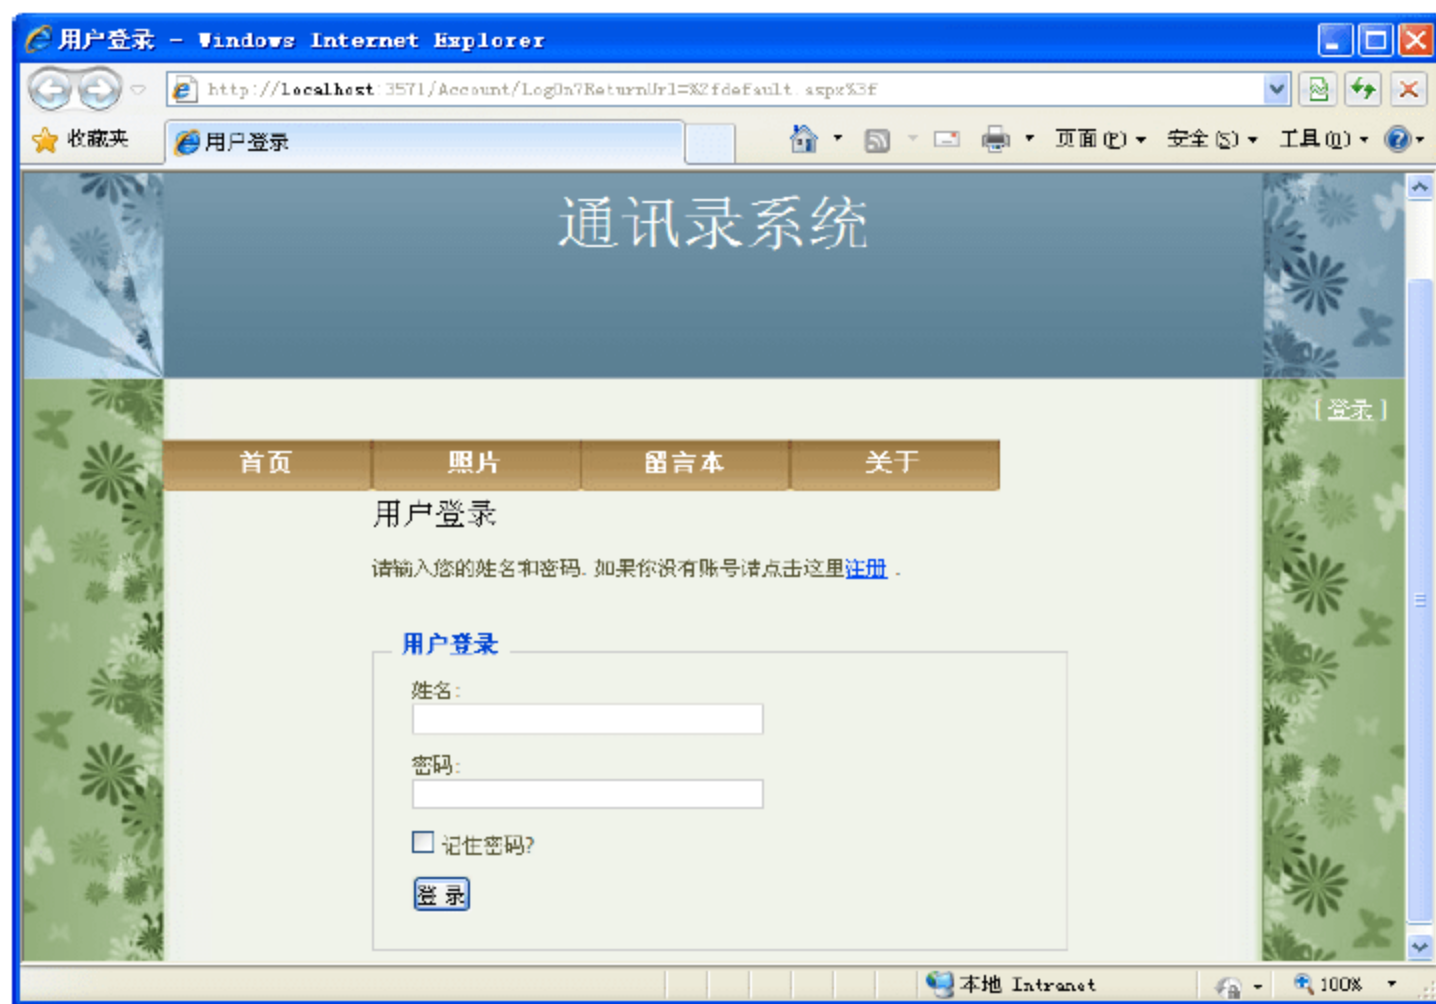 用户登录 - Windows Internet Explorer
http://localhost:3571/Account/LogOn?ReturnUrl=%2fdefault.aspx%3f
收藏夹
用户登录
页面(P) 安全(S) 工具(O)
通讯录系统
[ 登录 ]
首页 照片 留言本 关于
用户登录
请输入您的姓名和密码. 如果你没有账号请点击这里注册 .
用户登录
姓名:
密码:
记住密码?
登 录
本地 Intranet
100%